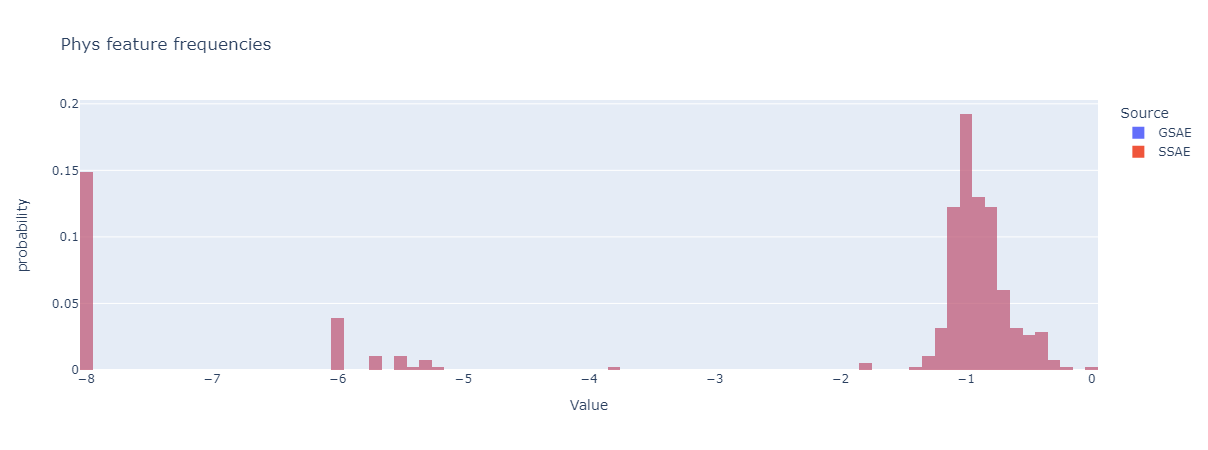 Phys feature frequencies
Source
GSAE
SSAE
probability
0.2
0.15
0.1
0.05
0
−8
−7
−6
−5
−4
−3
−2
−1
0
Value